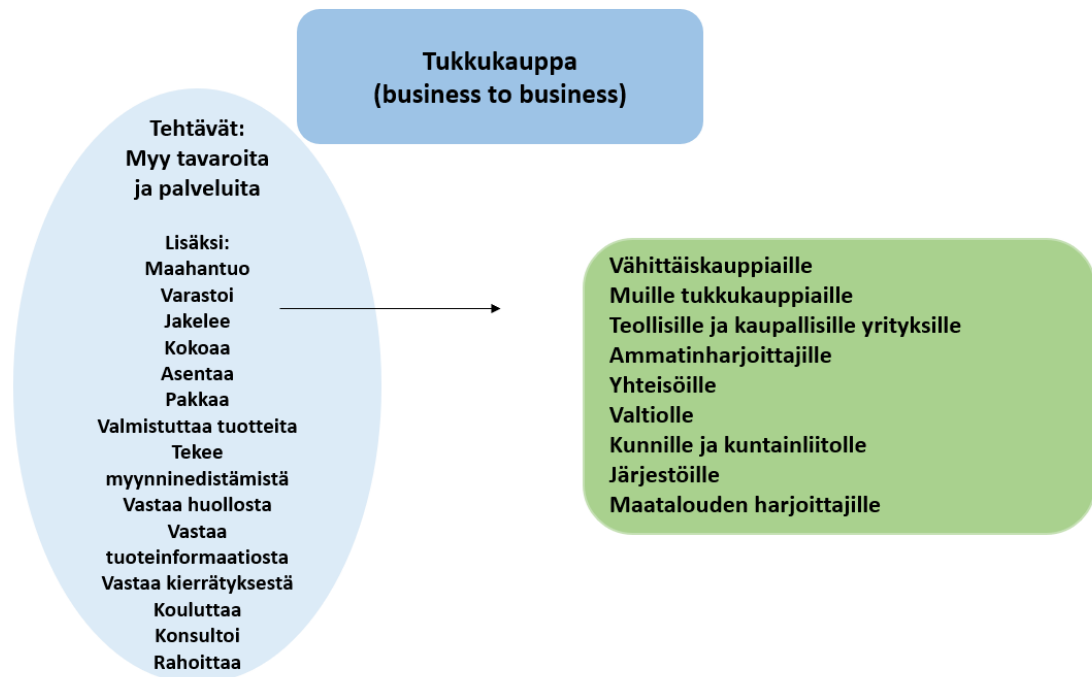 Tukkukauppa
(business to business)
Tehtävät:
Myy tavaroita
ja palveluita
Lisäksi:
Maahantuo
Varastoi
Jakelee
Kokoaa
Asentaa
Pakkaa
Valmistuttaa tuotteita
Tekee
myynninedistämistä
Vastaa huollosta
Vastaa
tuoteinformaatiosta
Vastaa kierrätyksestä
Kouluttaa
Konsultoi
Rahoittaa
Vähittäiskauppiaille
Muille tukkukauppiaille
Teollisille ja kaupallisille yrityksille
Ammatinharjoittajille
Yhteisöille
Valtiolle
Kunnille ja kuntainliitolle
Järjestöille
Maatalouden harjoittajille